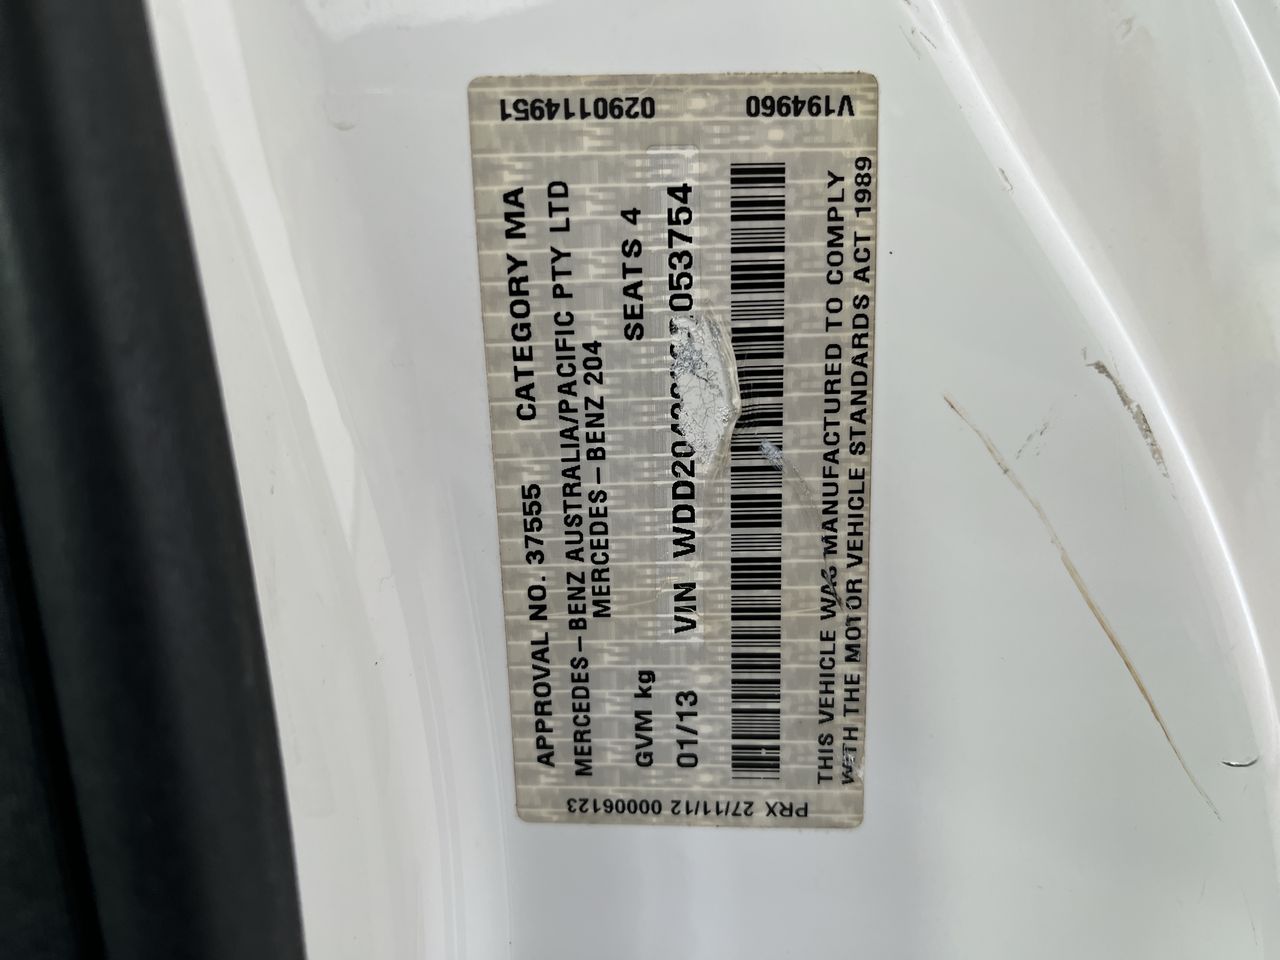 APPROVAL NO. 37555 CATEGORY MA
MERCEDES-BENZ AUSTRALIA/PACIFIC PTY LTD
MERCEDES-BENZ 204
GVM kg SEATS 4
01/13 VIN
THIS VEHICLE WAS MANUFACTURED TO COMPLY
WITH THE MOTOR VEHICLE STANDARDS ACT 1989
0290114951 V194960
PRX 27/11/12 00006123